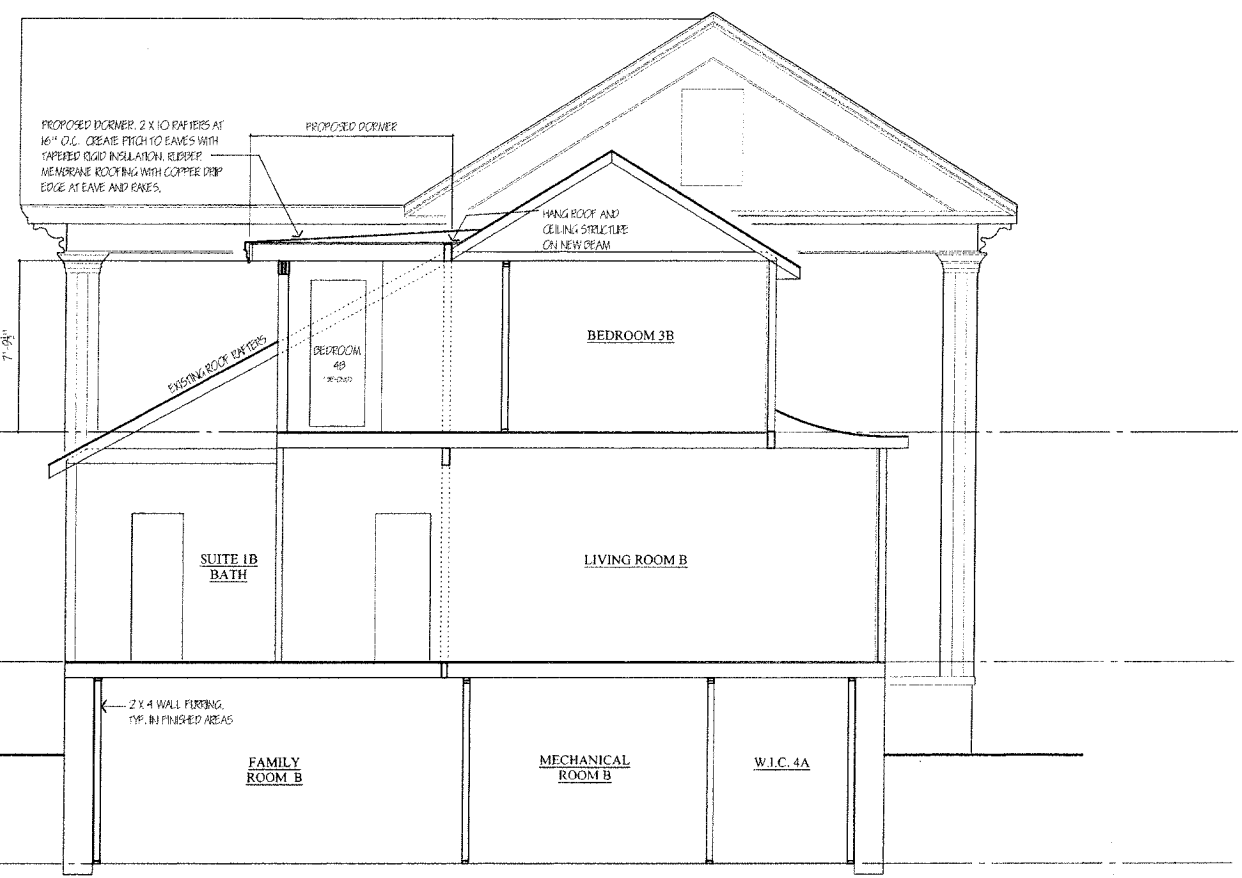 PROPOSED DORMER. 2 X 10 RAFTERS AT
16" O.C. CREATE PITCH TO EAVES WITH
TAPERED RIGID INSULATION, RUBBER
MEMBRANE ROOFING WITH COPPER DRIP
EDGE AT EAVE AND RAKES.
PROPOSED DORMER
HANG ROOF AND
CEILING STRUCTURE
ON NEW BEAM
EXISTING ROOF RAFTERS
BEDROOM
4B
BEDROOM 3B
SUITE 1B
BATH
LIVING ROOM B
2 X 4 WALL FURRING,
TYP. IN FINISHED AREAS
FAMILY
ROOM B
MECHANICAL
ROOM B
W.I.C. 4A